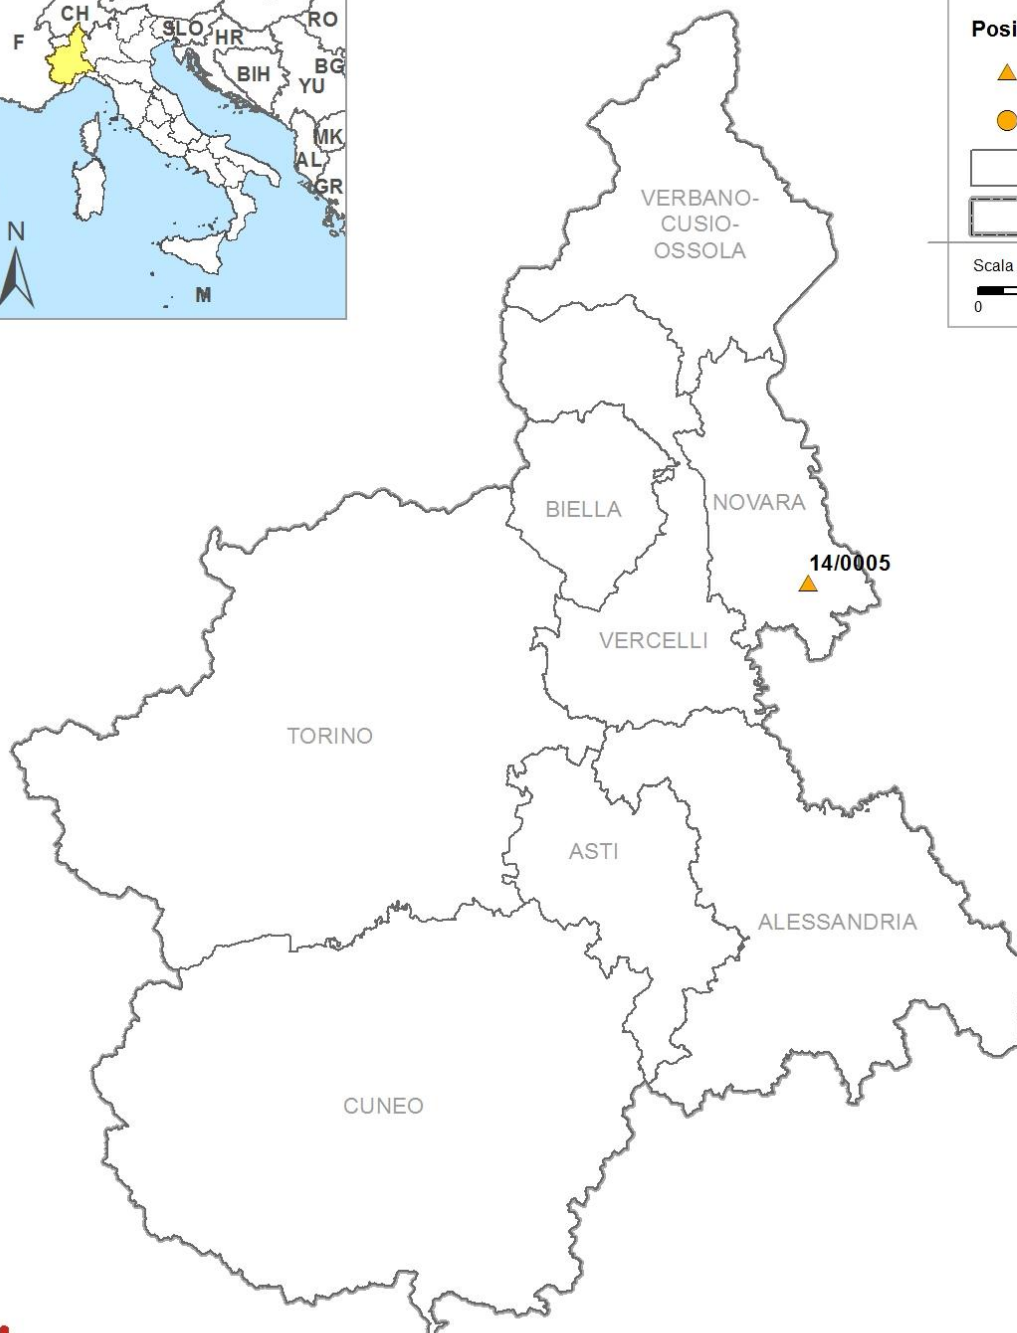 CH
RO
F
SLO
HR
BIH
BG
YU
MK
AL
GR
N
M
Posi
Scala
0
VERBANO-
CUSIO-
OSSOLA
BIELLA
NOVARA
14/0005
VERCELLI
TORINO
ASTI
ALESSANDRIA
CUNEO